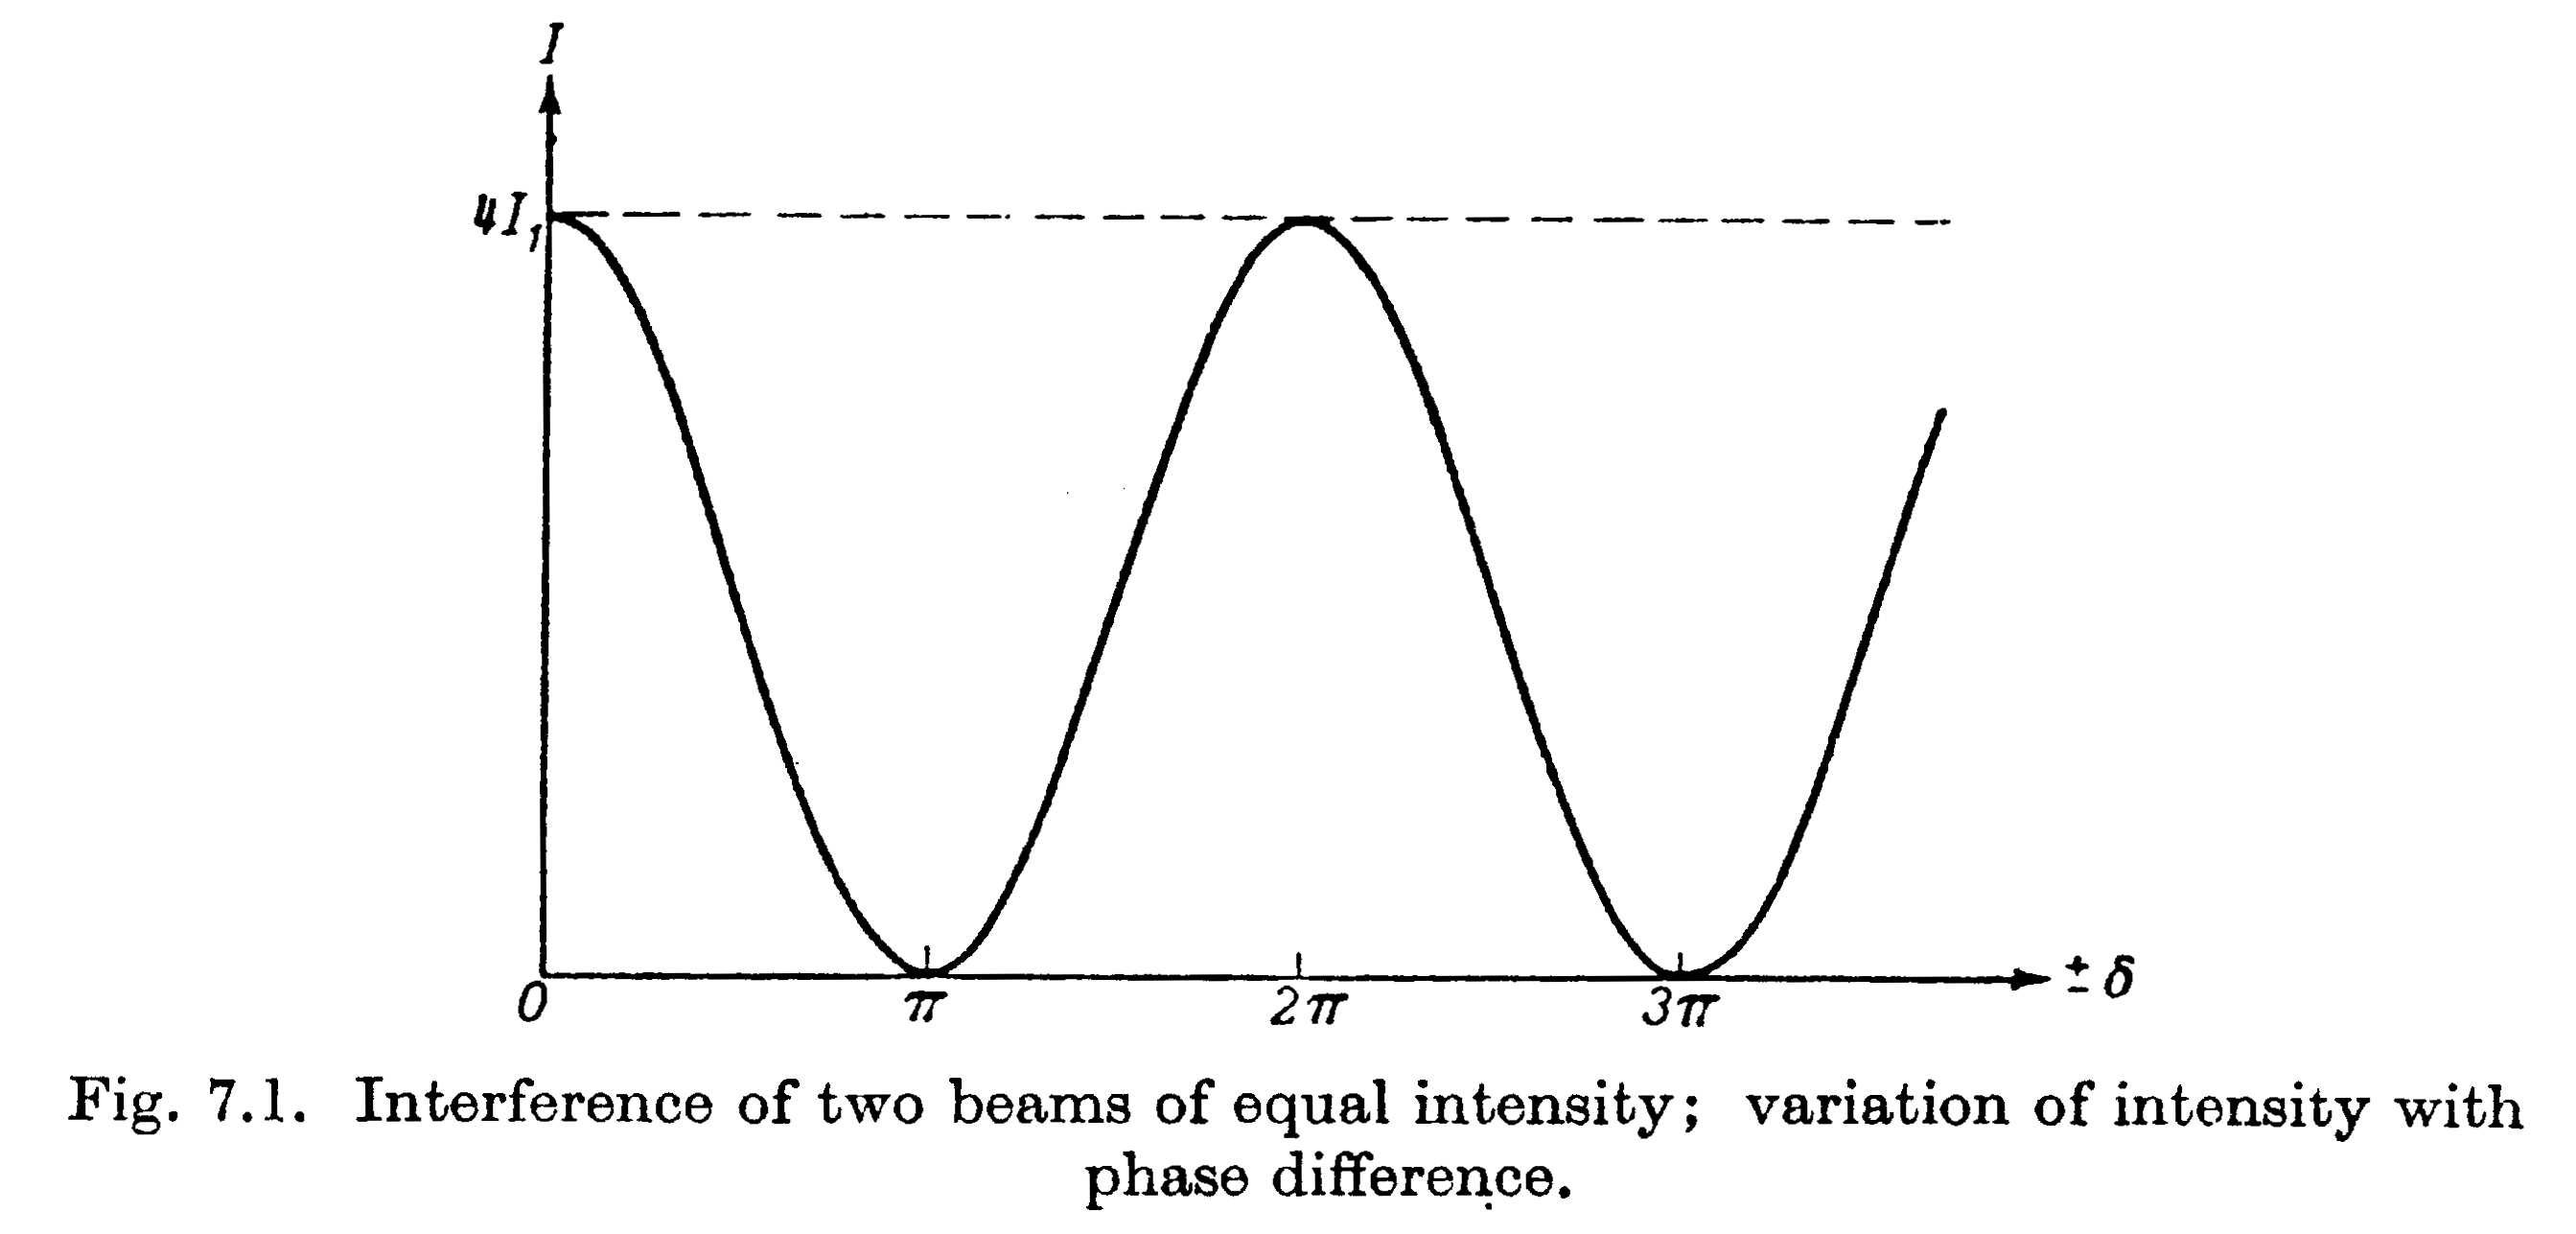 I
4I₁
0
π
2π
3π
± δ
Fig. 7.1. Interference of two beams of equal intensity; variation of intensity with
phase difference.